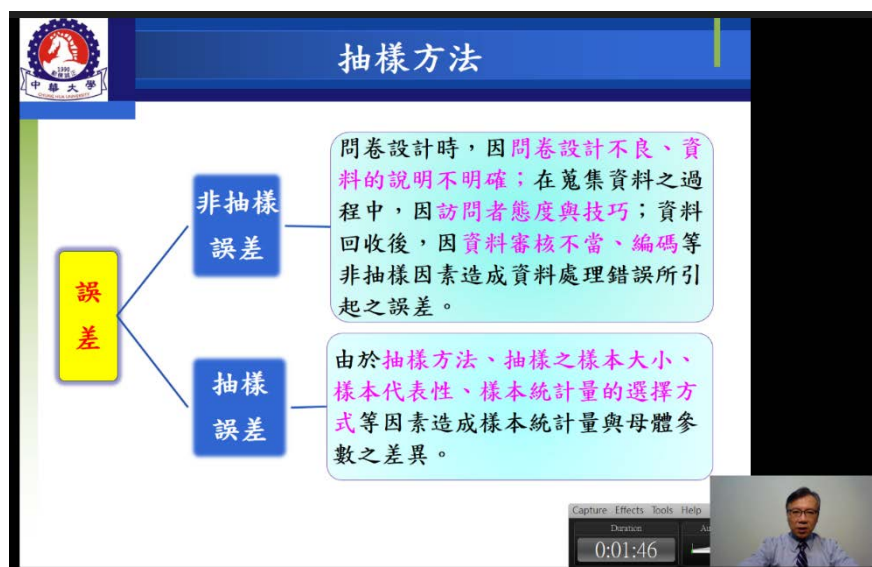 抽樣方法
1990
中華大學
CHUNG HUA UNIVERSITY
誤
差
非抽樣
誤差
問卷設計時，因問卷設計不良、資
料的說明不明確；在蒐集資料之過
程中，因訪問者態度與技巧；資料
回收後，因資料審核不當、編碼等
非抽樣因素造成資料處理錯誤所引
起之誤差。
抽樣
誤差
由於抽樣方法、抽樣之樣本大小、
樣本代表性、樣本統計量的選擇方
式等因素造成樣本統計量與母體參
數之差異。
Capture Effects Tools Help
Duration
Au
0:01:46